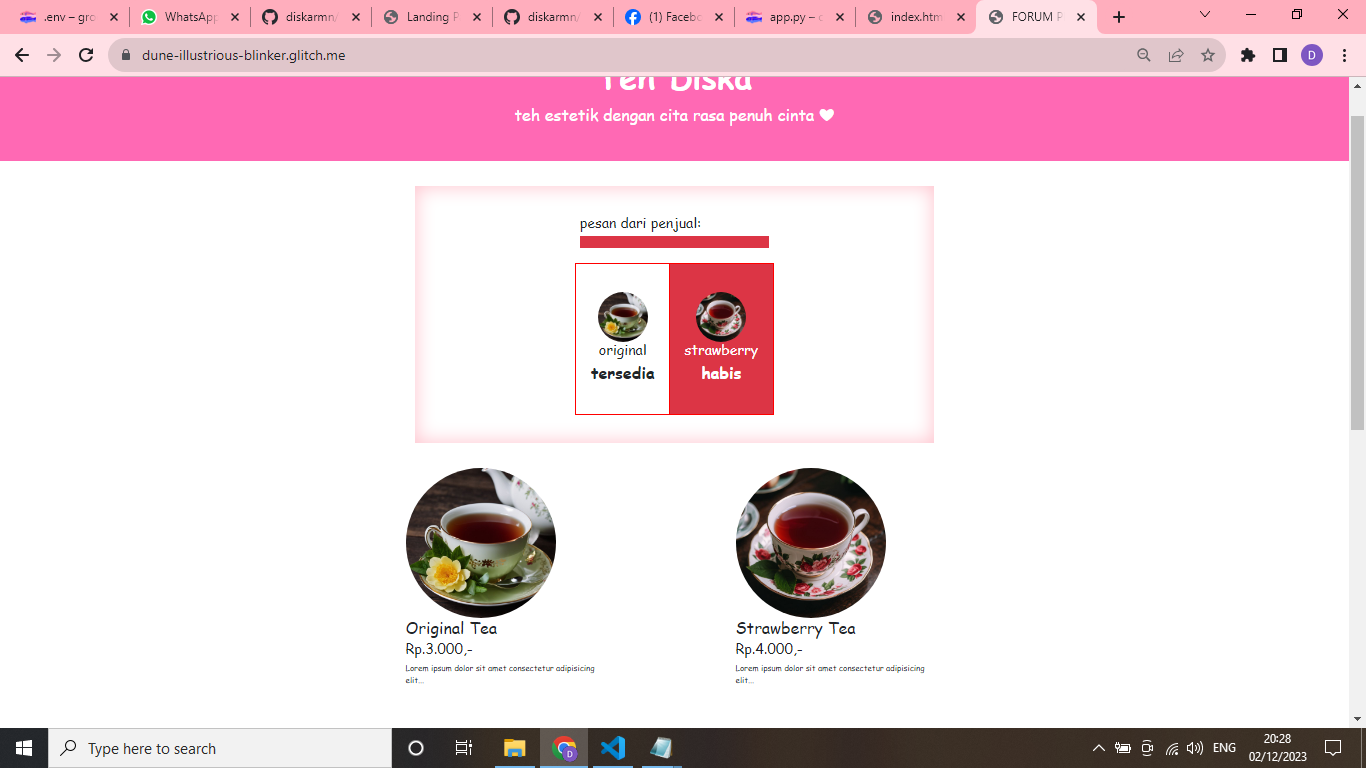 .env – gro
WhatsApp
diskarmn/
Landing P
diskarmn/
(1) Facebo
app.py – c
index.htm
FORUM P
dune-illustrious-blinker.glitch.me
D
Teh Diska
teh estetik dengan cita rasa penuh cinta
pesan dari penjual:
original
tersedia
strawberry
habis
Original Tea
Rp.3.000,-
Lorem ipsum dolor sit amet consectetur adipisicing
elit...
Strawberry Tea
Rp.4.000,-
Lorem ipsum dolor sit amet consectetur adipisicing
elit...
Type here to search
D
ENG
20:28
02/12/2023